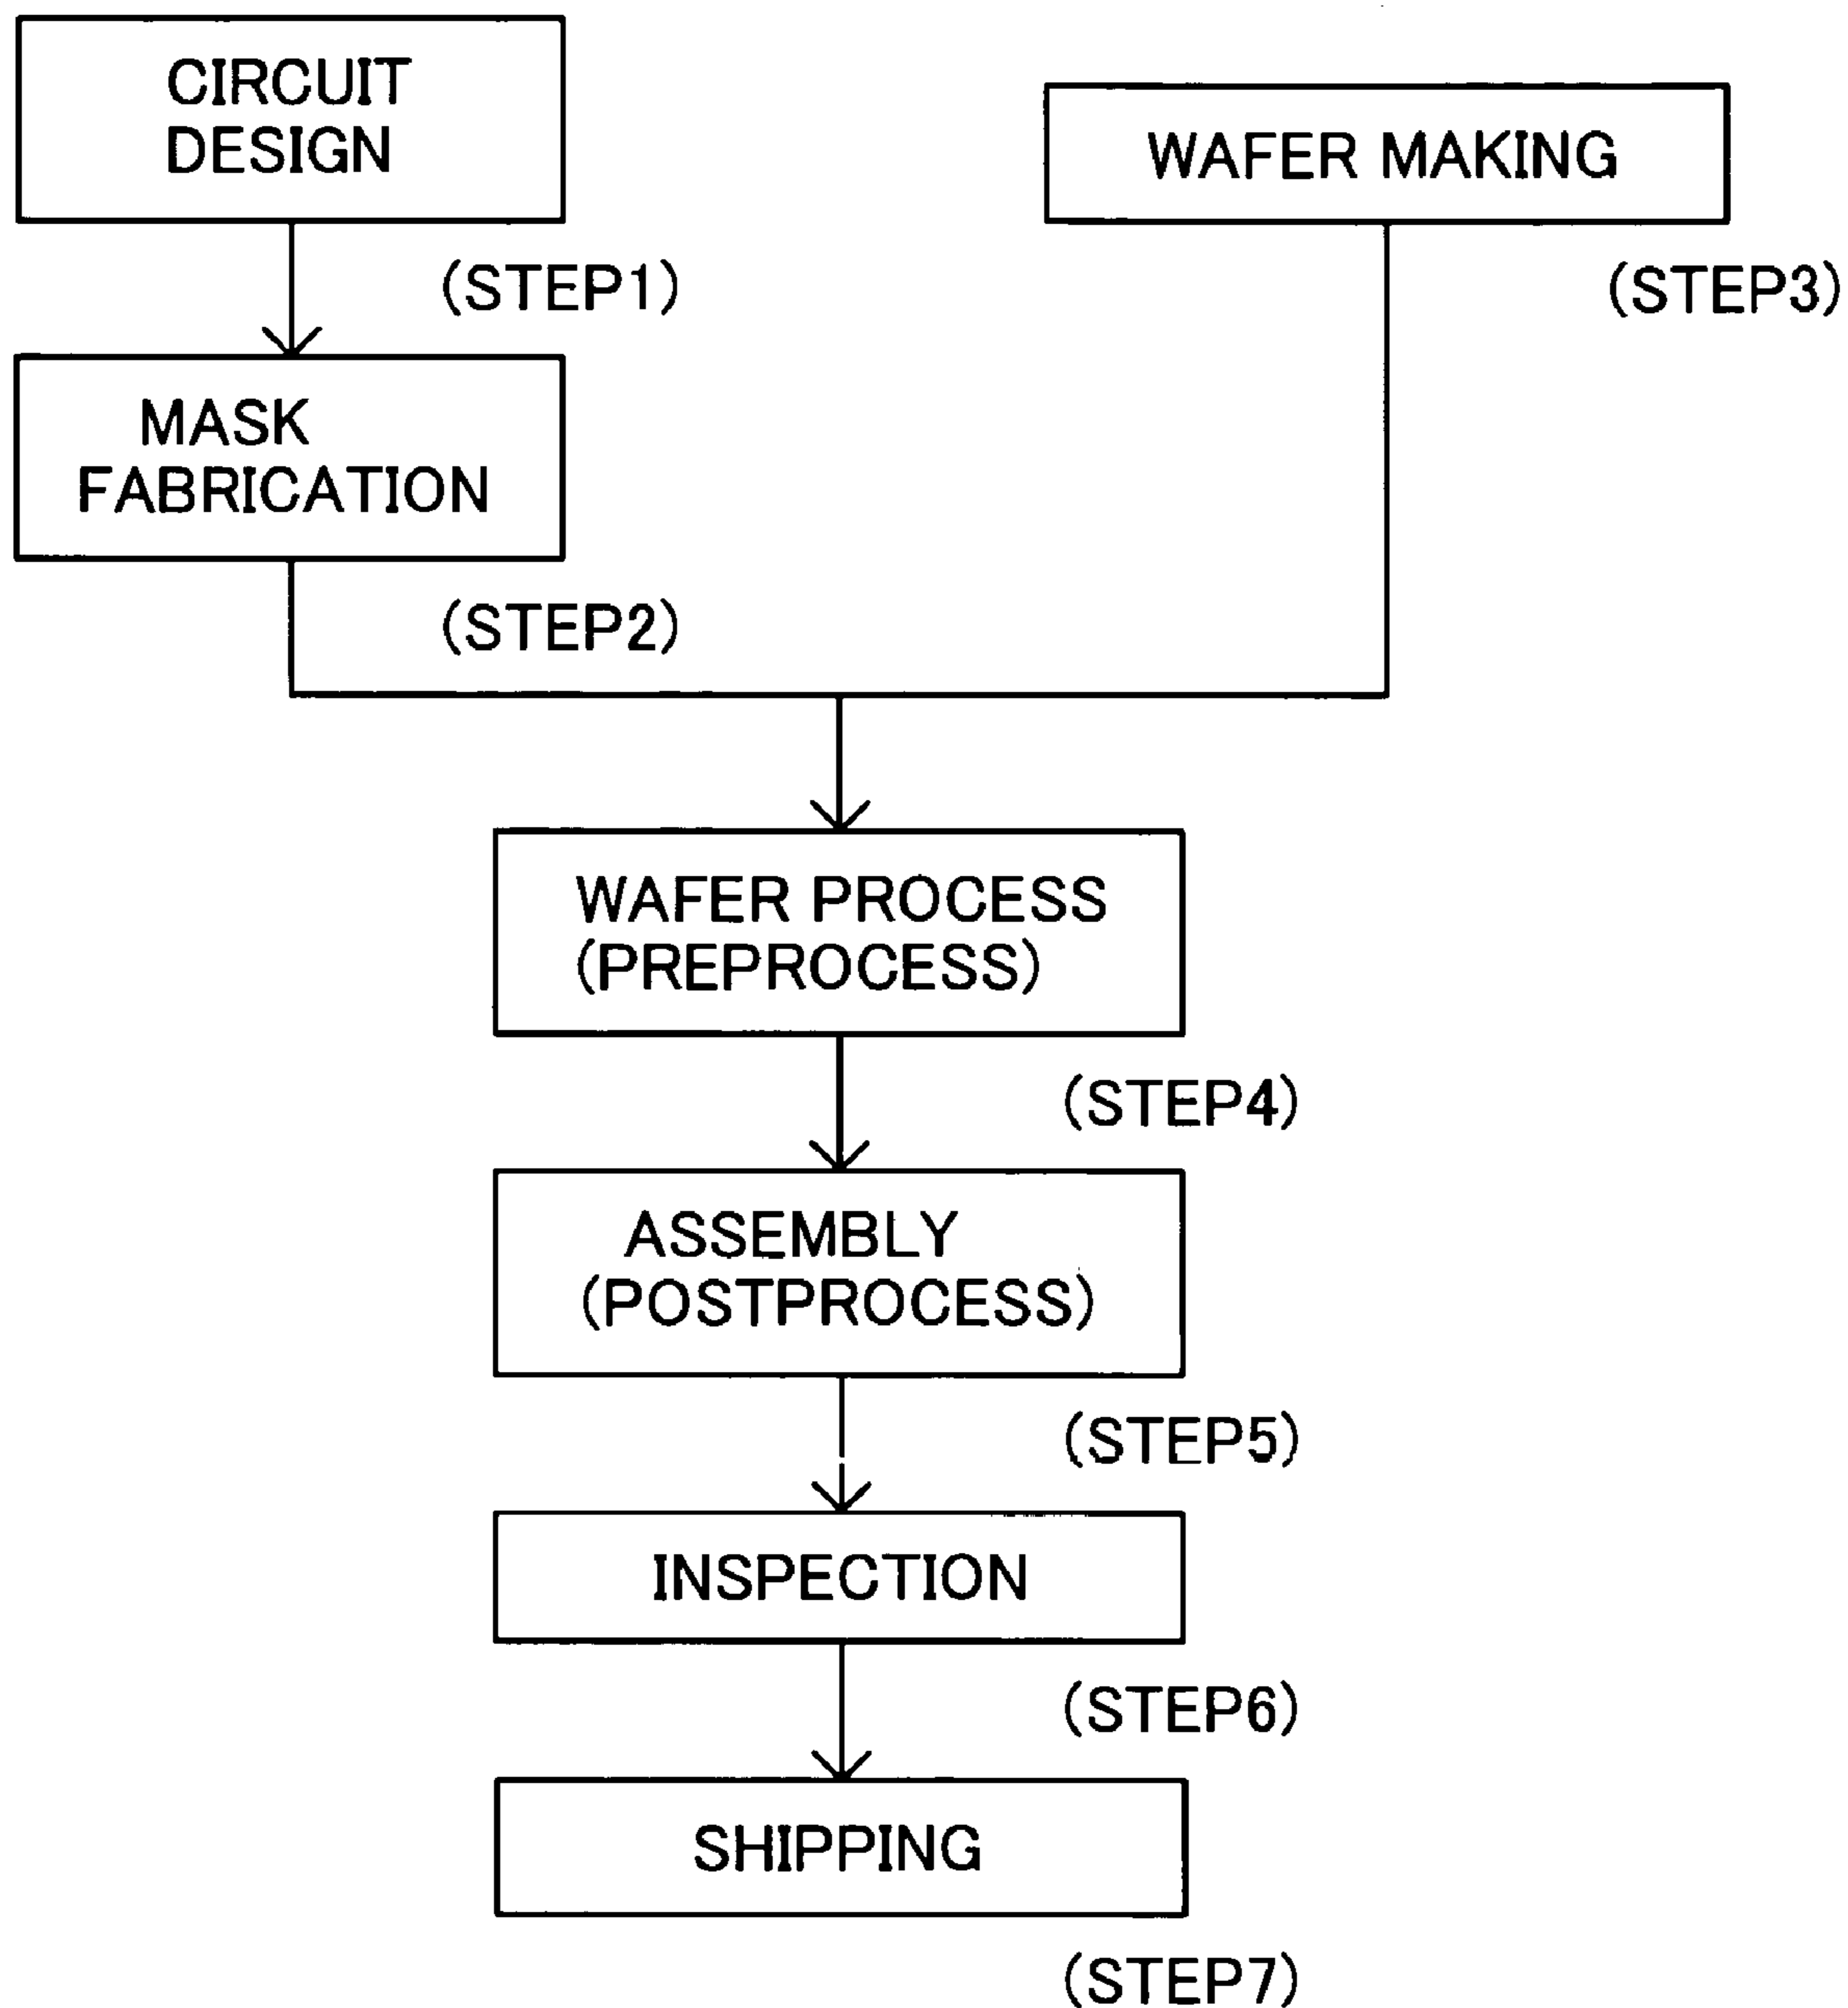 CIRCUIT
DESIGN
WAFER MAKING
(STEP1)
(STEP3)
MASK
FABRICATION
(STEP2)
WAFER PROCESS
(PREPROCESS)
(STEP4)
ASSEMBLY
(POSTPROCESS)
(STEP5)
INSPECTION
(STEP6)
SHIPPING
(STEP7)